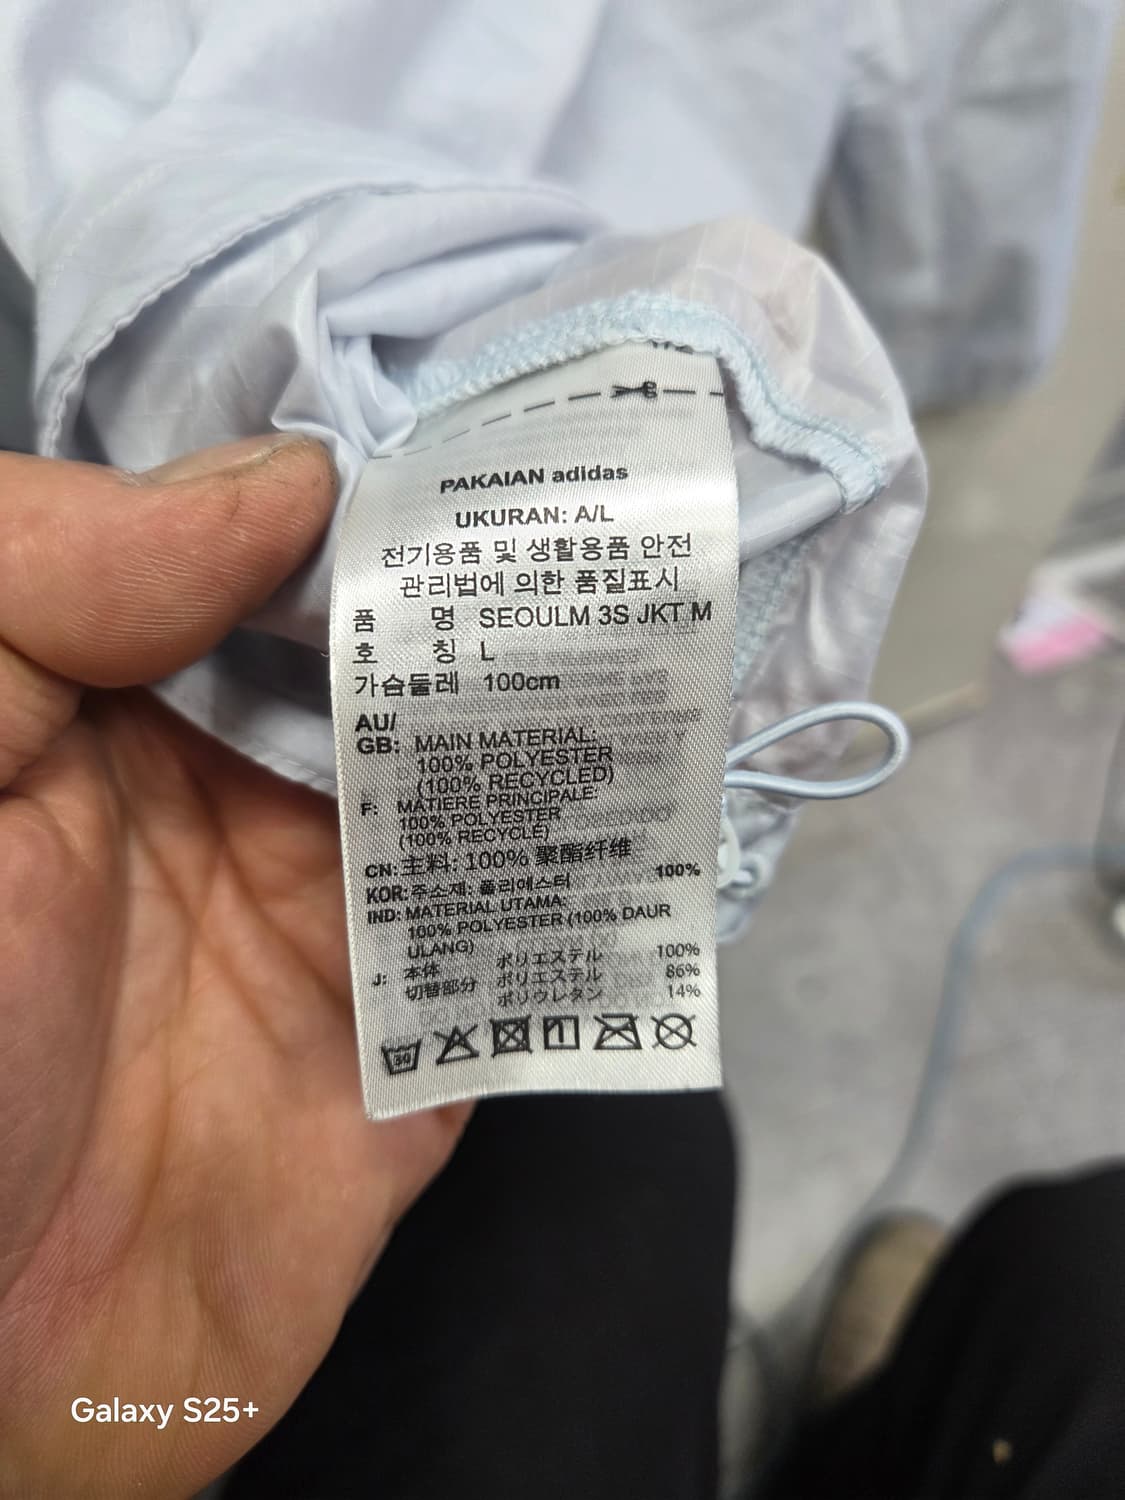 PAKAIAN adidas
UKURAN: A/L
전기용품 및 생활용품 안전
관리법에 의한 품질표시
품 명 SEOULM 3S JKT M
호 칭 L
가슴둘레 100cm
AU/
GB: MAIN MATERIAL:
100% POLYESTER
(100% RECYCLED)
F: MATIERE PRINCIPALE:
100% POLYESTER
(100% RECYCLÉ)
CN: 主料: 100% 聚酯纤维
KOR: 주소재: 폴리에스터 100%
IND: MATERIAL UTAMA:
100% POLYESTER (100% DAUR
ULANG)
J: 本体 ポリエステル 100%
切替部分 ポリエステル 86%
ポリウレタン 14%
30
Galaxy S25+